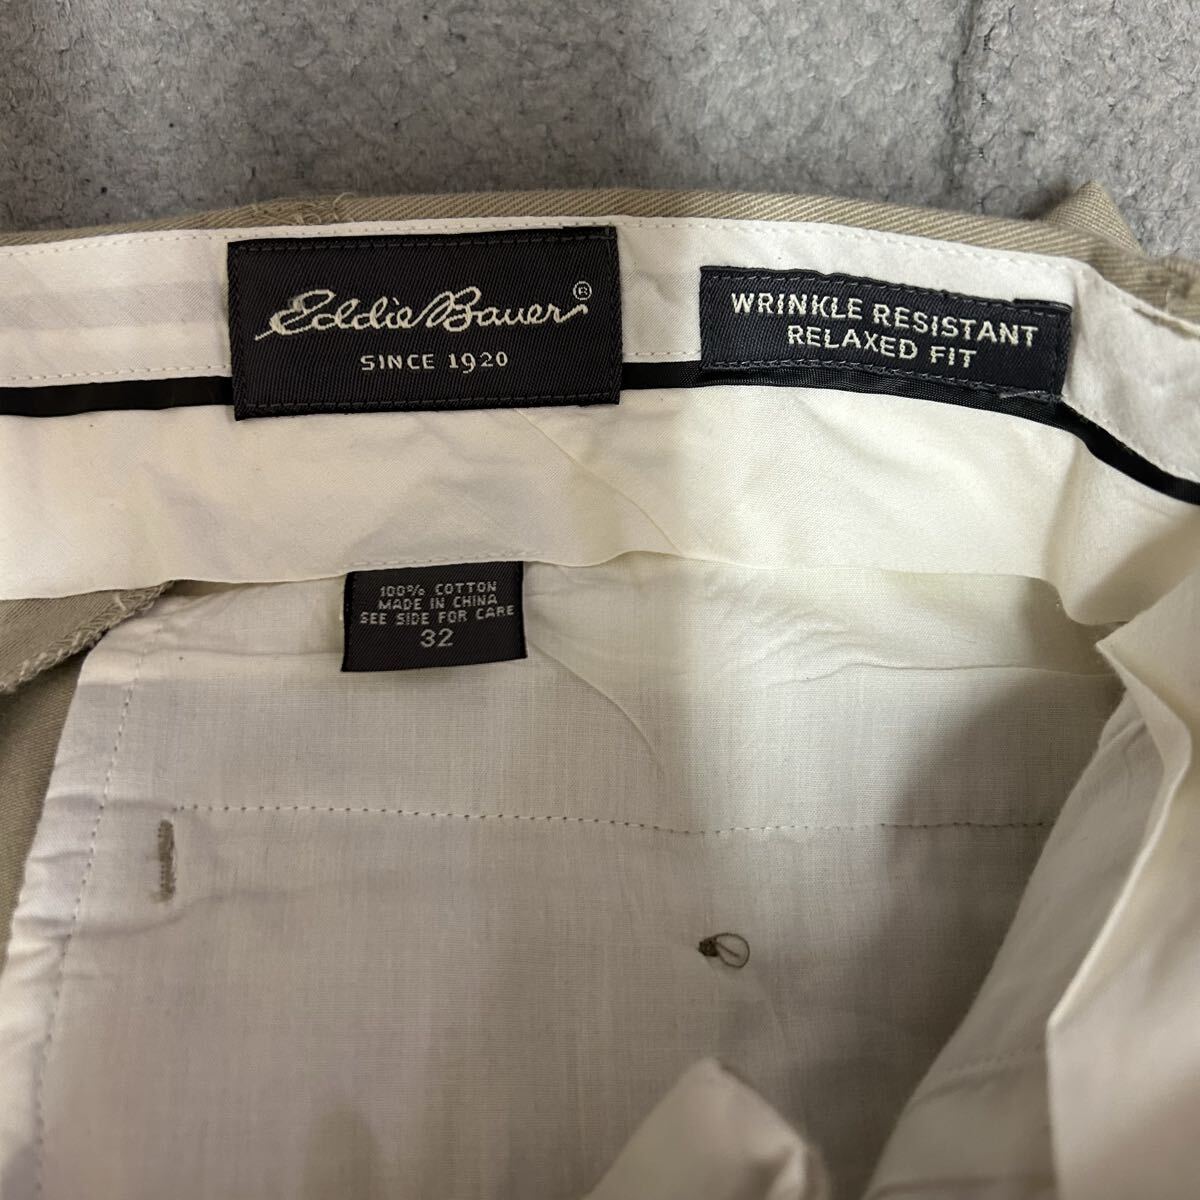 Eddie Bauer®
SINCE 1920
WRINKLE RESISTANT
RELAXED FIT
100% COTTON
MADE IN CHINA
SEE SIDE FOR CARE
32